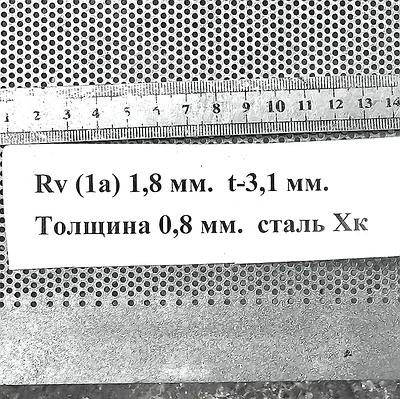 1 2 3 4 5 6 7 8 9 10 11 12 13 14
Rv (1a) 1,8 мм. t-3,1 мм.
Толщина 0,8 мм. сталь Хк